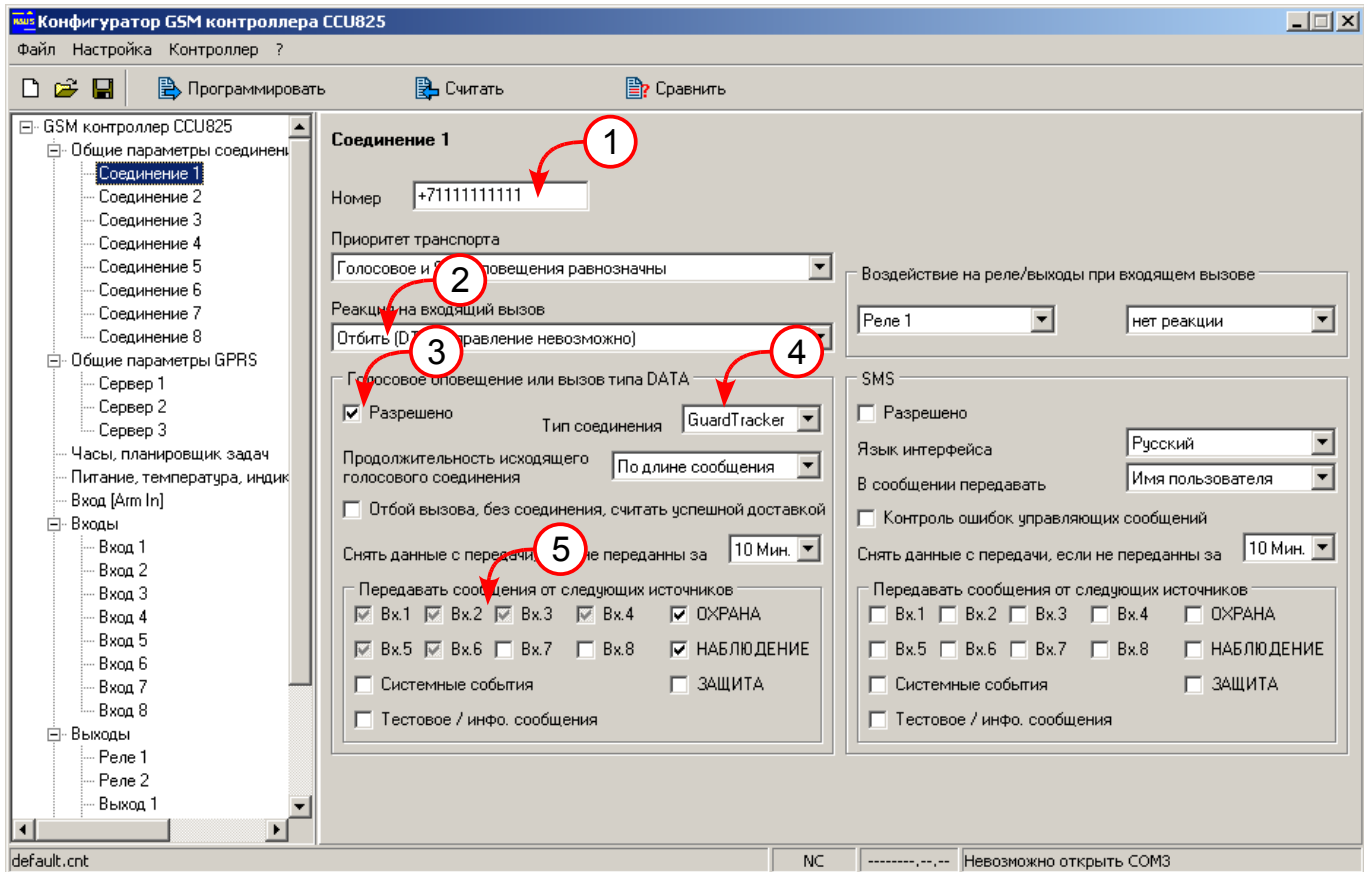 Конфигуратор GSM контроллера CCU825
Файл Настройка Контроллер ?
Программировать Считать Сравнить
GSM контроллер CCU825
Общие параметры соединени
Соединение 1
Соединение 2
Соединение 3
Соединение 4
Соединение 5
Соединение 6
Соединение 7
Соединение 8
Общие параметры GPRS
Сервер 1
Сервер 2
Сервер 3
Часы, планировщик задач
Питание, температура, индик
Вход [Arm In]
Входы
Вход 1
Вход 2
Вход 3
Вход 4
Вход 5
Вход 6
Вход 7
Вход 8
Выходы
Реле 1
Реле 2
Выход 1
Соединение 1
1
Номер +71111111111
Приоритет транспорта
Голосовое и повещения равнозначны
2
Реакция на входящий вызов
Отбить (DT правление невозможно)
3
4
Воздействие на реле/выходы при входящем вызове
Реле 1 нет реакции
Голосовое оповещение или вызов типа DATA
Разрешено Тип соединения GuardTracker
Продолжительность исходящего
голосового соединения По длине сообщения
Отбой вызова, без соединения, считать успешной доставкой
Снять данные с передачи, не переданны за 10 Мин.
5
Передавать сообщения от следующих источников
Вх.1 Вх.2 Вх.3 Вх.4 ОХРАНА
Вх.5 Вх.6 Вх.7 Вх.8 НАБЛЮДЕНИЕ
Системные события ЗАЩИТА
Тестовое / инфо. сообщения
SMS
Разрешено
Язык интерфейса Русский
В сообщении передавать Имя пользователя
Контроль ошибок управляющих сообщений
Снять данные с передачи, если не переданны за 10 Мин.
Передавать сообщения от следующих источников
Вх.1 Вх.2 Вх.3 Вх.4 ОХРАНА
Вх.5 Вх.6 Вх.7 Вх.8 НАБЛЮДЕНИЕ
Системные события ЗАЩИТА
Тестовое / инфо. сообщения
default.cnt NC --------,--,-- Невозможно открыть COM3